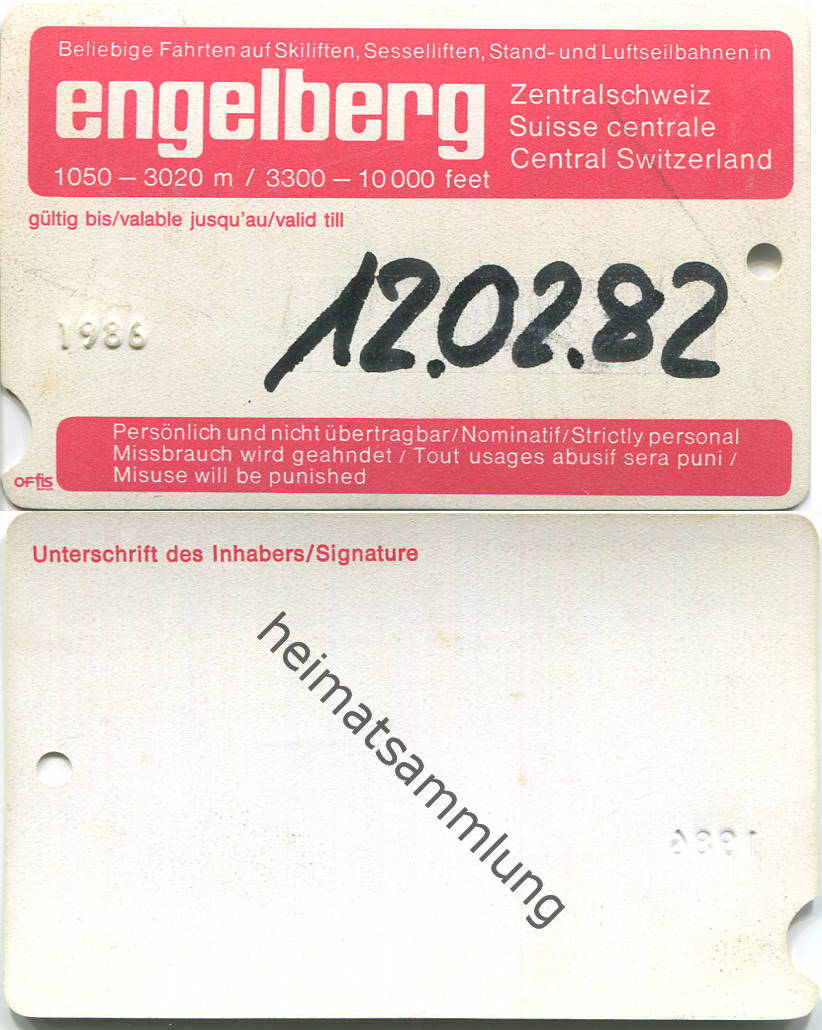 Beliebige Fahrten auf Skiliften, Sesselliften, Stand- und Luftseilbahnen in
engelberg
Zentralschweiz
Suisse centrale
Central Switzerland
1050 – 3020 m / 3300 – 10 000 feet
gültig bis/valable jusqu'au/valid till
12.02.82
1986
Persönlich und nicht übertragbar/Nominatif/Strictly personal
Missbrauch wird geahndet / Tout usages abusif sera puni /
Misuse will be punished
OFFis
Unterschrift des Inhabers/Signature
heimatsammlung
1986